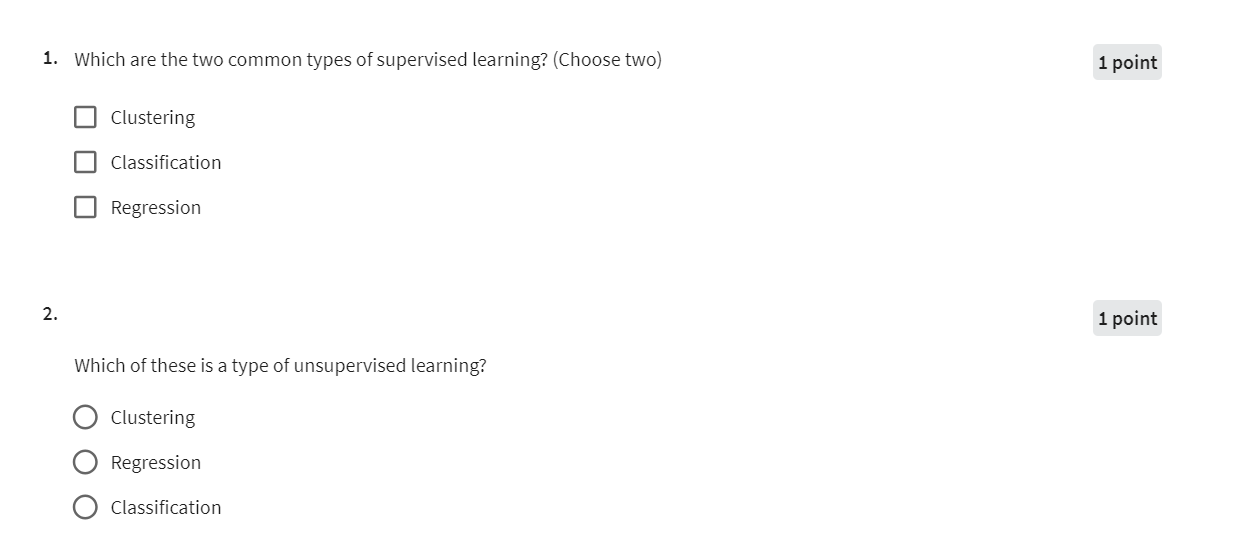 1. Which are the two common types of supervised learning? (Choose two)
1 point
Clustering
Classification
Regression
2.
1 point
Which of these is a type of unsupervised learning?
Clustering
Regression
Classification